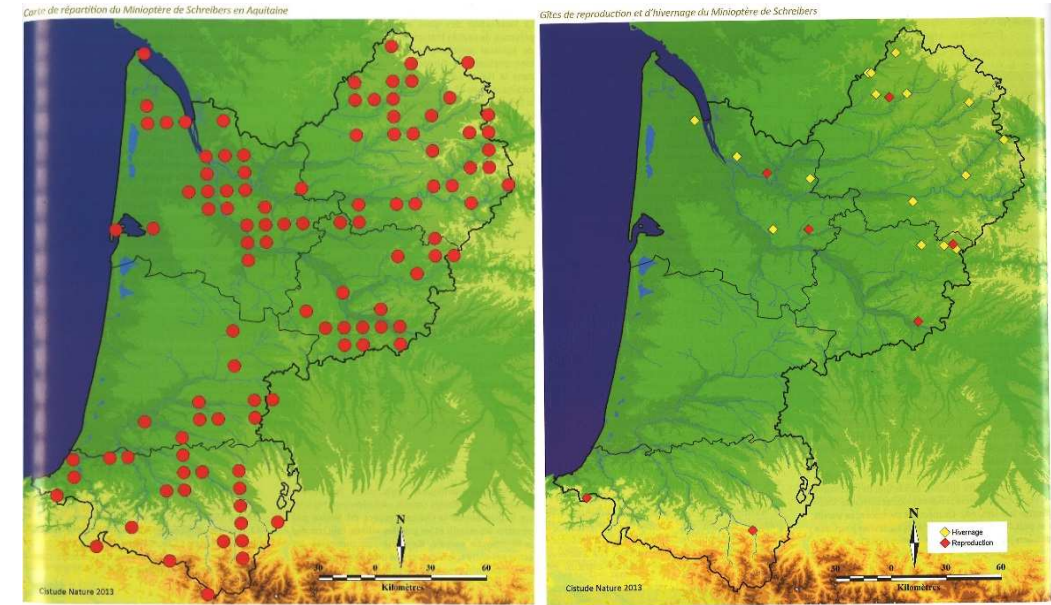 Carte de répartition du Minioptère de Schreibers en Aquitaine
N
30 0 30 60
Kilomètres
Cistude Nature 2013
Gîtes de reproduction et d'hivernage du Minioptère de Schreibers
N
Hivernage
Reproduction
30 0 30 60
Kilomètres
Cistude Nature 2013